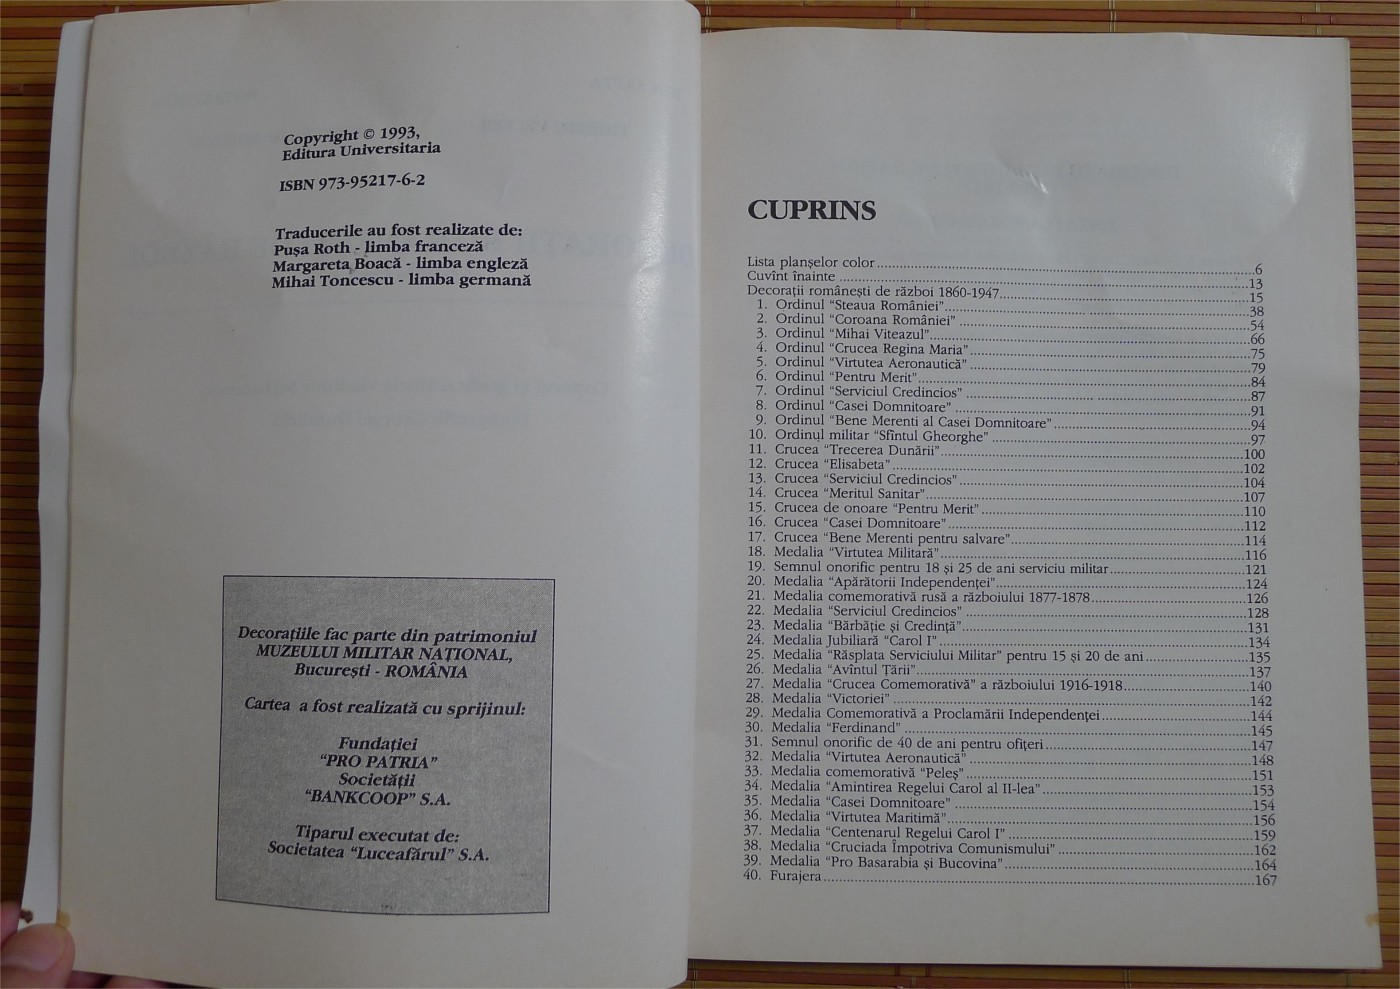 Copyright © 1993,
Editura Universitaria
ISBN 973-95217-6-2
Traducerile au fost realizate de:
Pușa Roth - limba franceză
Margareta Boacă - limba engleză
Mihai Toncescu - limba germană
Decorațiile fac parte din patrimoniul
MUZEULUI MILITAR NAȚIONAL,
București - ROMÂNIA
Cartea a fost realizată cu sprijinul:
Fundației
“PRO PATRIA”
Societății
“BANKCOOP” S.A.
Tiparul executat de:
Societatea “Luceafărul” S.A.
CUPRINS
Lista planșelor color 6
Cuvînt înainte 13
Decorații românești de război 1860-1947 15
1. Ordinul “Steaua României” 38
2. Ordinul “Coroana României” 54
3. Ordinul “Mihai Viteazul” 66
4. Ordinul “Crucea Regina Maria” 75
5. Ordinul “Virtutea Aeronautică” 79
6. Ordinul “Pentru Merit” 84
7. Ordinul “Serviciul Credincios” 87
8. Ordinul “Casei Domnitoare” 91
9. Ordinul “Bene Merenti al Casei Domnitoare” 94
10. Ordinul militar “Sfîntul Gheorghe” 97
11. Crucea “Trecerea Dunării” 100
12. Crucea “Elisabeta” 102
13. Crucea “Serviciul Credincios” 104
14. Crucea “Meritul Sanitar” 107
15. Crucea de onoare “Pentru Merit” 110
16. Crucea “Casei Domnitoare” 112
17. Crucea “Bene Merenti pentru salvare” 114
18. Medalia “Virtutea Militară” 116
19. Semnul onorific pentru 18 și 25 de ani serviciu militar 121
20. Medalia “Apărătorii Independenței” 124
21. Medalia comemorativă rusă a războiului 1877-1878 126
22. Medalia “Serviciul Credincios” 128
23. Medalia “Bărbăție și Credință” 131
24. Medalia Jubiliară “Carol I” 134
25. Medalia “Răsplata Serviciului Militar” pentru 15 și 20 de ani 135
26. Medalia “Avîntul Țării” 137
27. Medalia “Crucea Comemorativă” a războiului 1916-1918 140
28. Medalia “Victoriei” 142
29. Medalia Comemorativă a Proclamării Independenței 144
30. Medalia “Ferdinand” 145
31. Semnul onorific de 40 de ani pentru ofițeri 147
32. Medalia “Virtutea Aeronautică” 148
33. Medalia comemorativă “Peleș” 151
34. Medalia “Amintirea Regelui Carol al II-lea” 153
35. Medalia “Casei Domnitoare” 154
36. Medalia “Virtutea Maritimă” 156
37. Medalia “Centenarul Regelui Carol I” 159
38. Medalia “Cruciada Împotriva Comunismului” 162
39. Medalia “Pro Basarabia și Bucovina” 164
40. Furajera 167